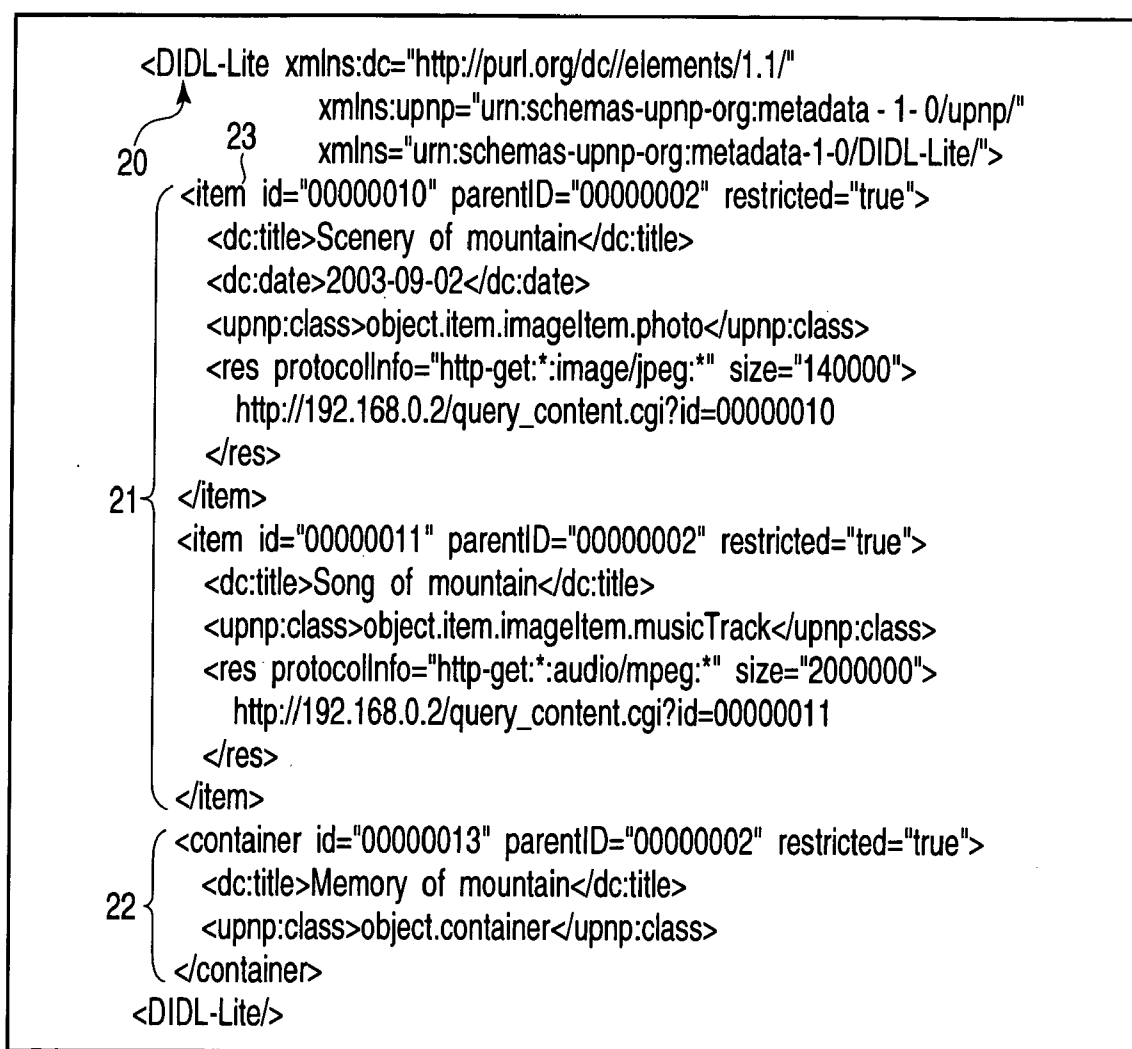 <DIDL-Lite xmlns:dc="http://purl.org/dc//elements/1.1/"
xmlns:upnp="urn:schemas-upnp-org:metadata - 1- 0/upnp/"
20 23 xmlns="urn:schemas-upnp-org:metadata-1-0/DIDL-Lite/">
<item id="00000010" parentID="00000002" restricted="true">
<dc:title>Scenery of mountain</dc:title>
<dc:date>2003-09-02</dc:date>
<upnp:class>object.item.imageItem.photo</upnp:class>
<res protocolInfo="http-get:*:image/jpeg:*" size="140000">
http://192.168.0.2/query_content.cgi?id=00000010
</res>
21 </item>
<item id="00000011" parentID="00000002" restricted="true">
<dc:title>Song of mountain</dc:title>
<upnp:class>object.item.imageItem.musicTrack</upnp:class>
<res protocolInfo="http-get:*:audio/mpeg:*" size="2000000">
http://192.168.0.2/query_content.cgi?id=00000011
</res>
</item>
<container id="00000013" parentID="00000002" restricted="true">
<dc:title>Memory of mountain</dc:title>
22 <upnp:class>object.container</upnp:class>
</container>
<DIDL-Lite/>